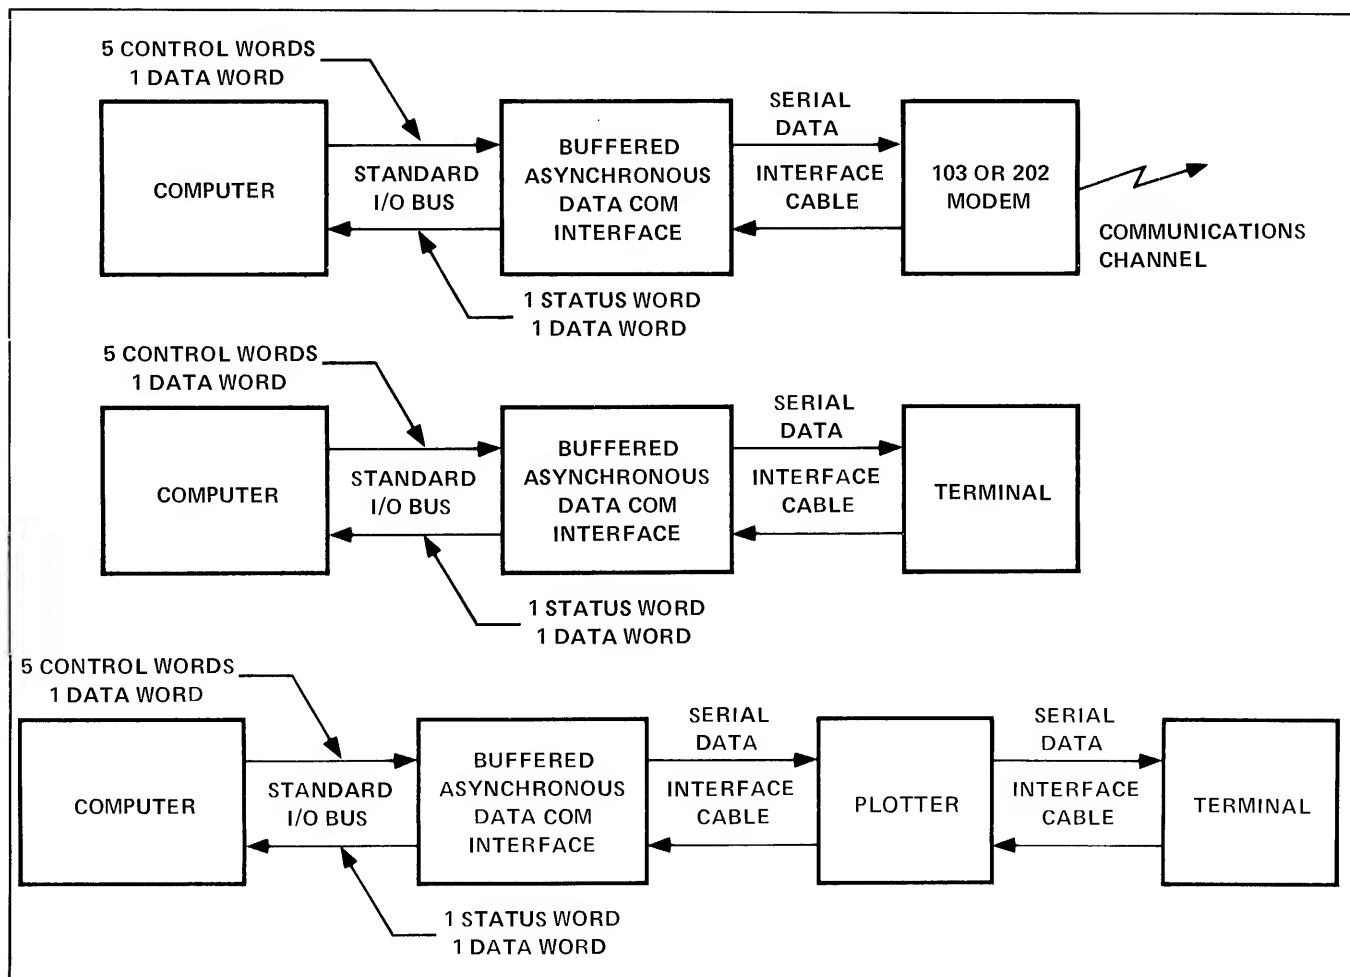 5 CONTROL WORDS
1 DATA WORD
COMPUTER
STANDARD
I/O BUS
1 STATUS WORD
1 DATA WORD
BUFFERED
ASYNCHRONOUS
DATA COM
INTERFACE
SERIAL
DATA
INTERFACE
CABLE
103 OR 202
MODEM
COMMUNICATIONS
CHANNEL
5 CONTROL WORDS
1 DATA WORD
COMPUTER
STANDARD
I/O BUS
1 STATUS WORD
1 DATA WORD
BUFFERED
ASYNCHRONOUS
DATA COM
INTERFACE
SERIAL
DATA
INTERFACE
CABLE
TERMINAL
5 CONTROL WORDS
1 DATA WORD
COMPUTER
STANDARD
I/O BUS
1 STATUS WORD
1 DATA WORD
BUFFERED
ASYNCHRONOUS
DATA COM
INTERFACE
SERIAL
DATA
INTERFACE
CABLE
PLOTTER
SERIAL
DATA
INTERFACE
CABLE
TERMINAL